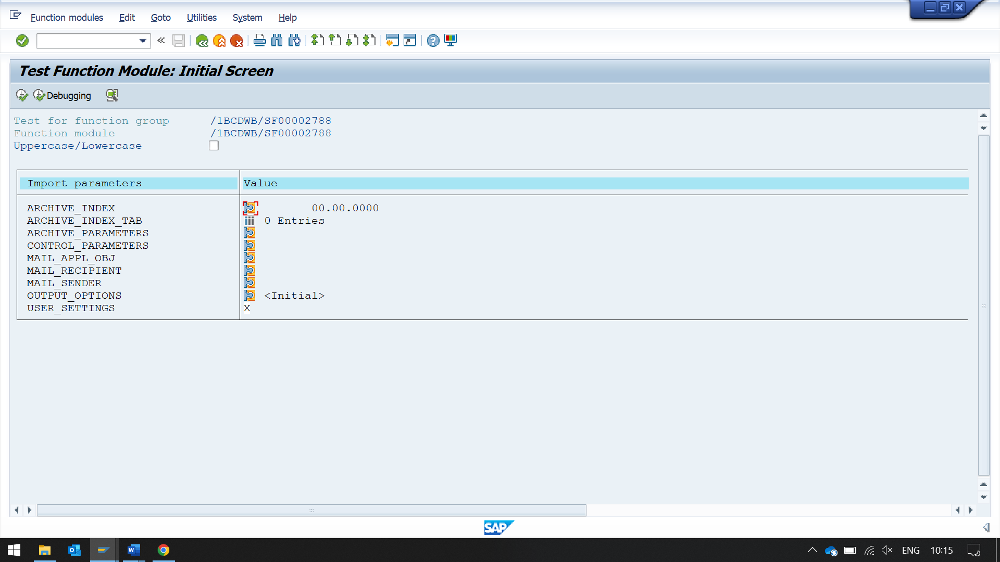 Function modules Edit Goto Utilities System Help
Test Function Module: Initial Screen
Debugging
Test for function group /1BCDWB/SF00002788
Function module /1BCDWB/SF00002788
Uppercase/Lowercase
Import parameters Value
ARCHIVE_INDEX 00.00.0000
ARCHIVE_INDEX_TAB 0 Entries
ARCHIVE_PARAMETERS
CONTROL_PARAMETERS
MAIL_APPL_OBJ
MAIL_RECIPIENT
MAIL_SENDER
OUTPUT_OPTIONS <Initial>
USER_SETTINGS X
SAP
ENG 10:15